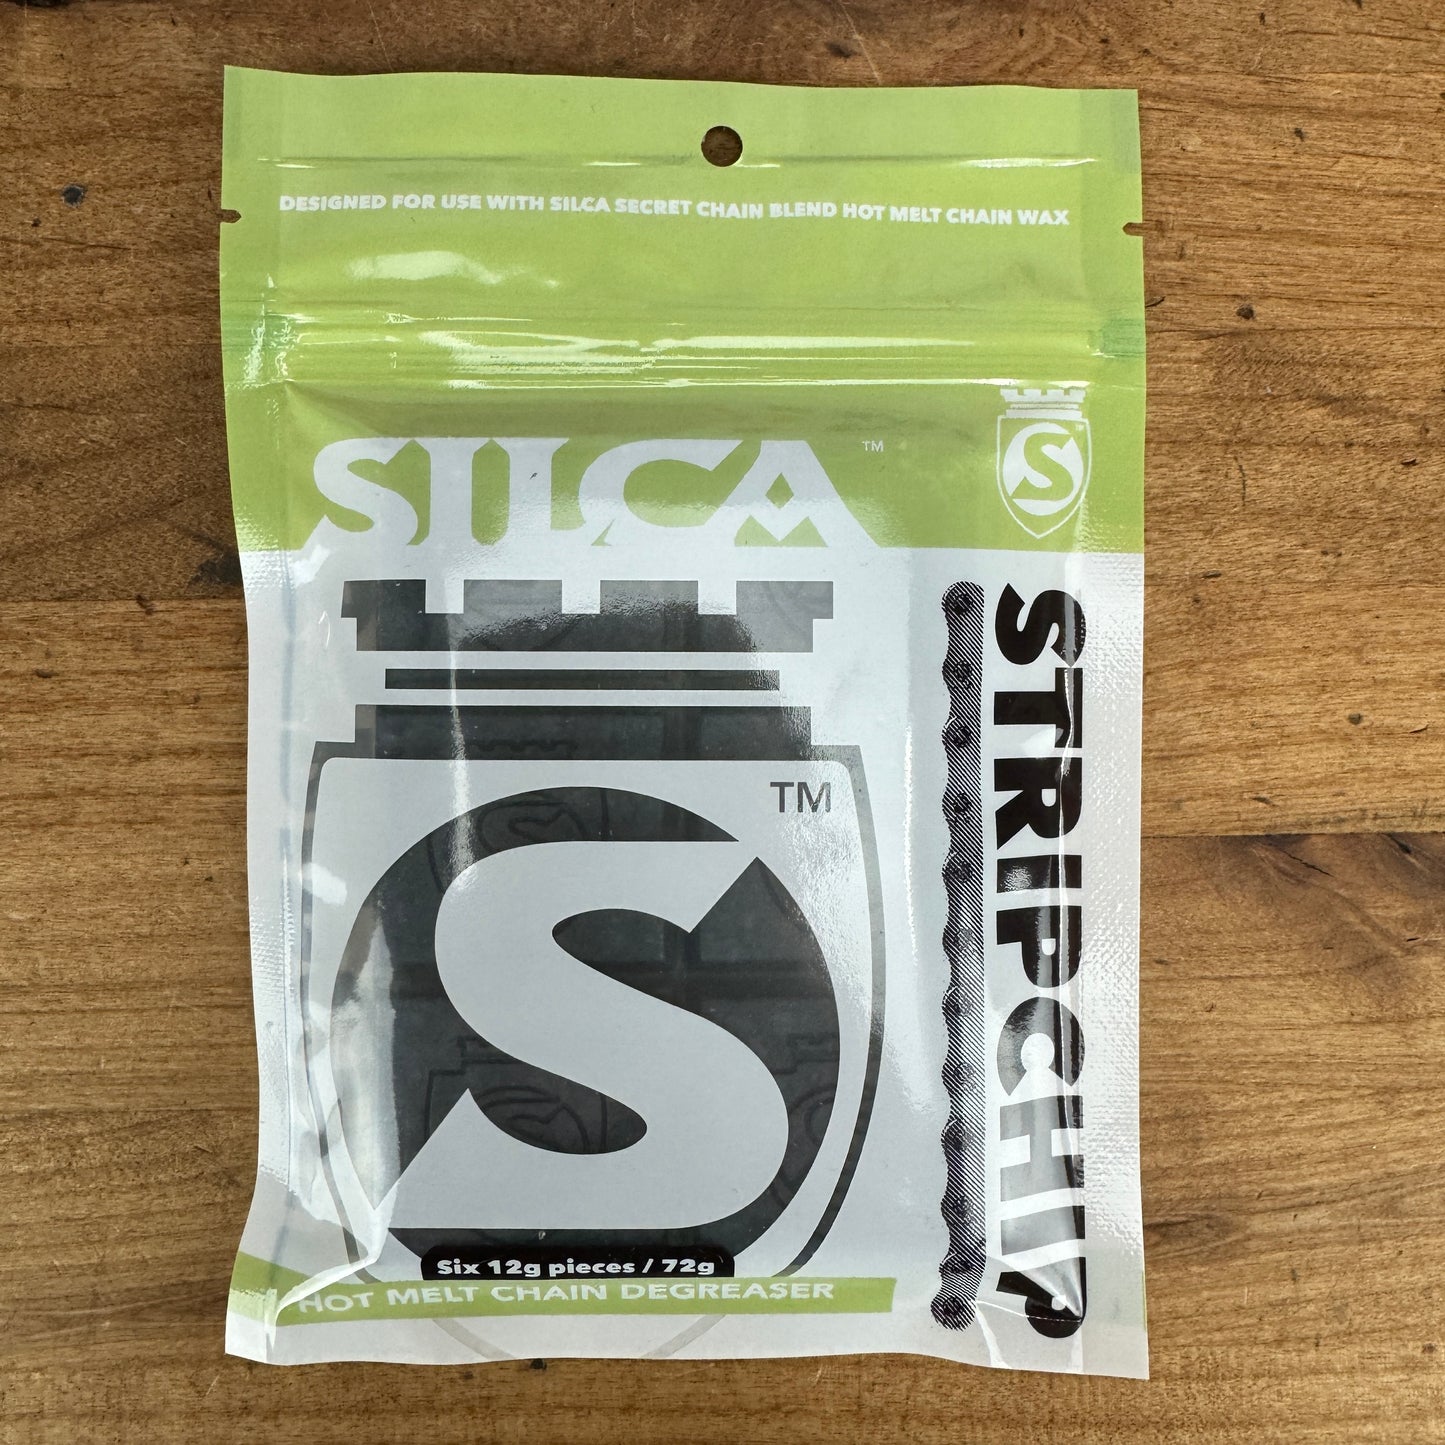 DESIGNED FOR USE WITH SILCA SECRET CHAIN BLEND HOT MELT CHAIN WAX
SILCA™
S
STRIPCHIP
TM
S
Six 12g pieces / 72g
HOT MELT CHAIN DEGREASER